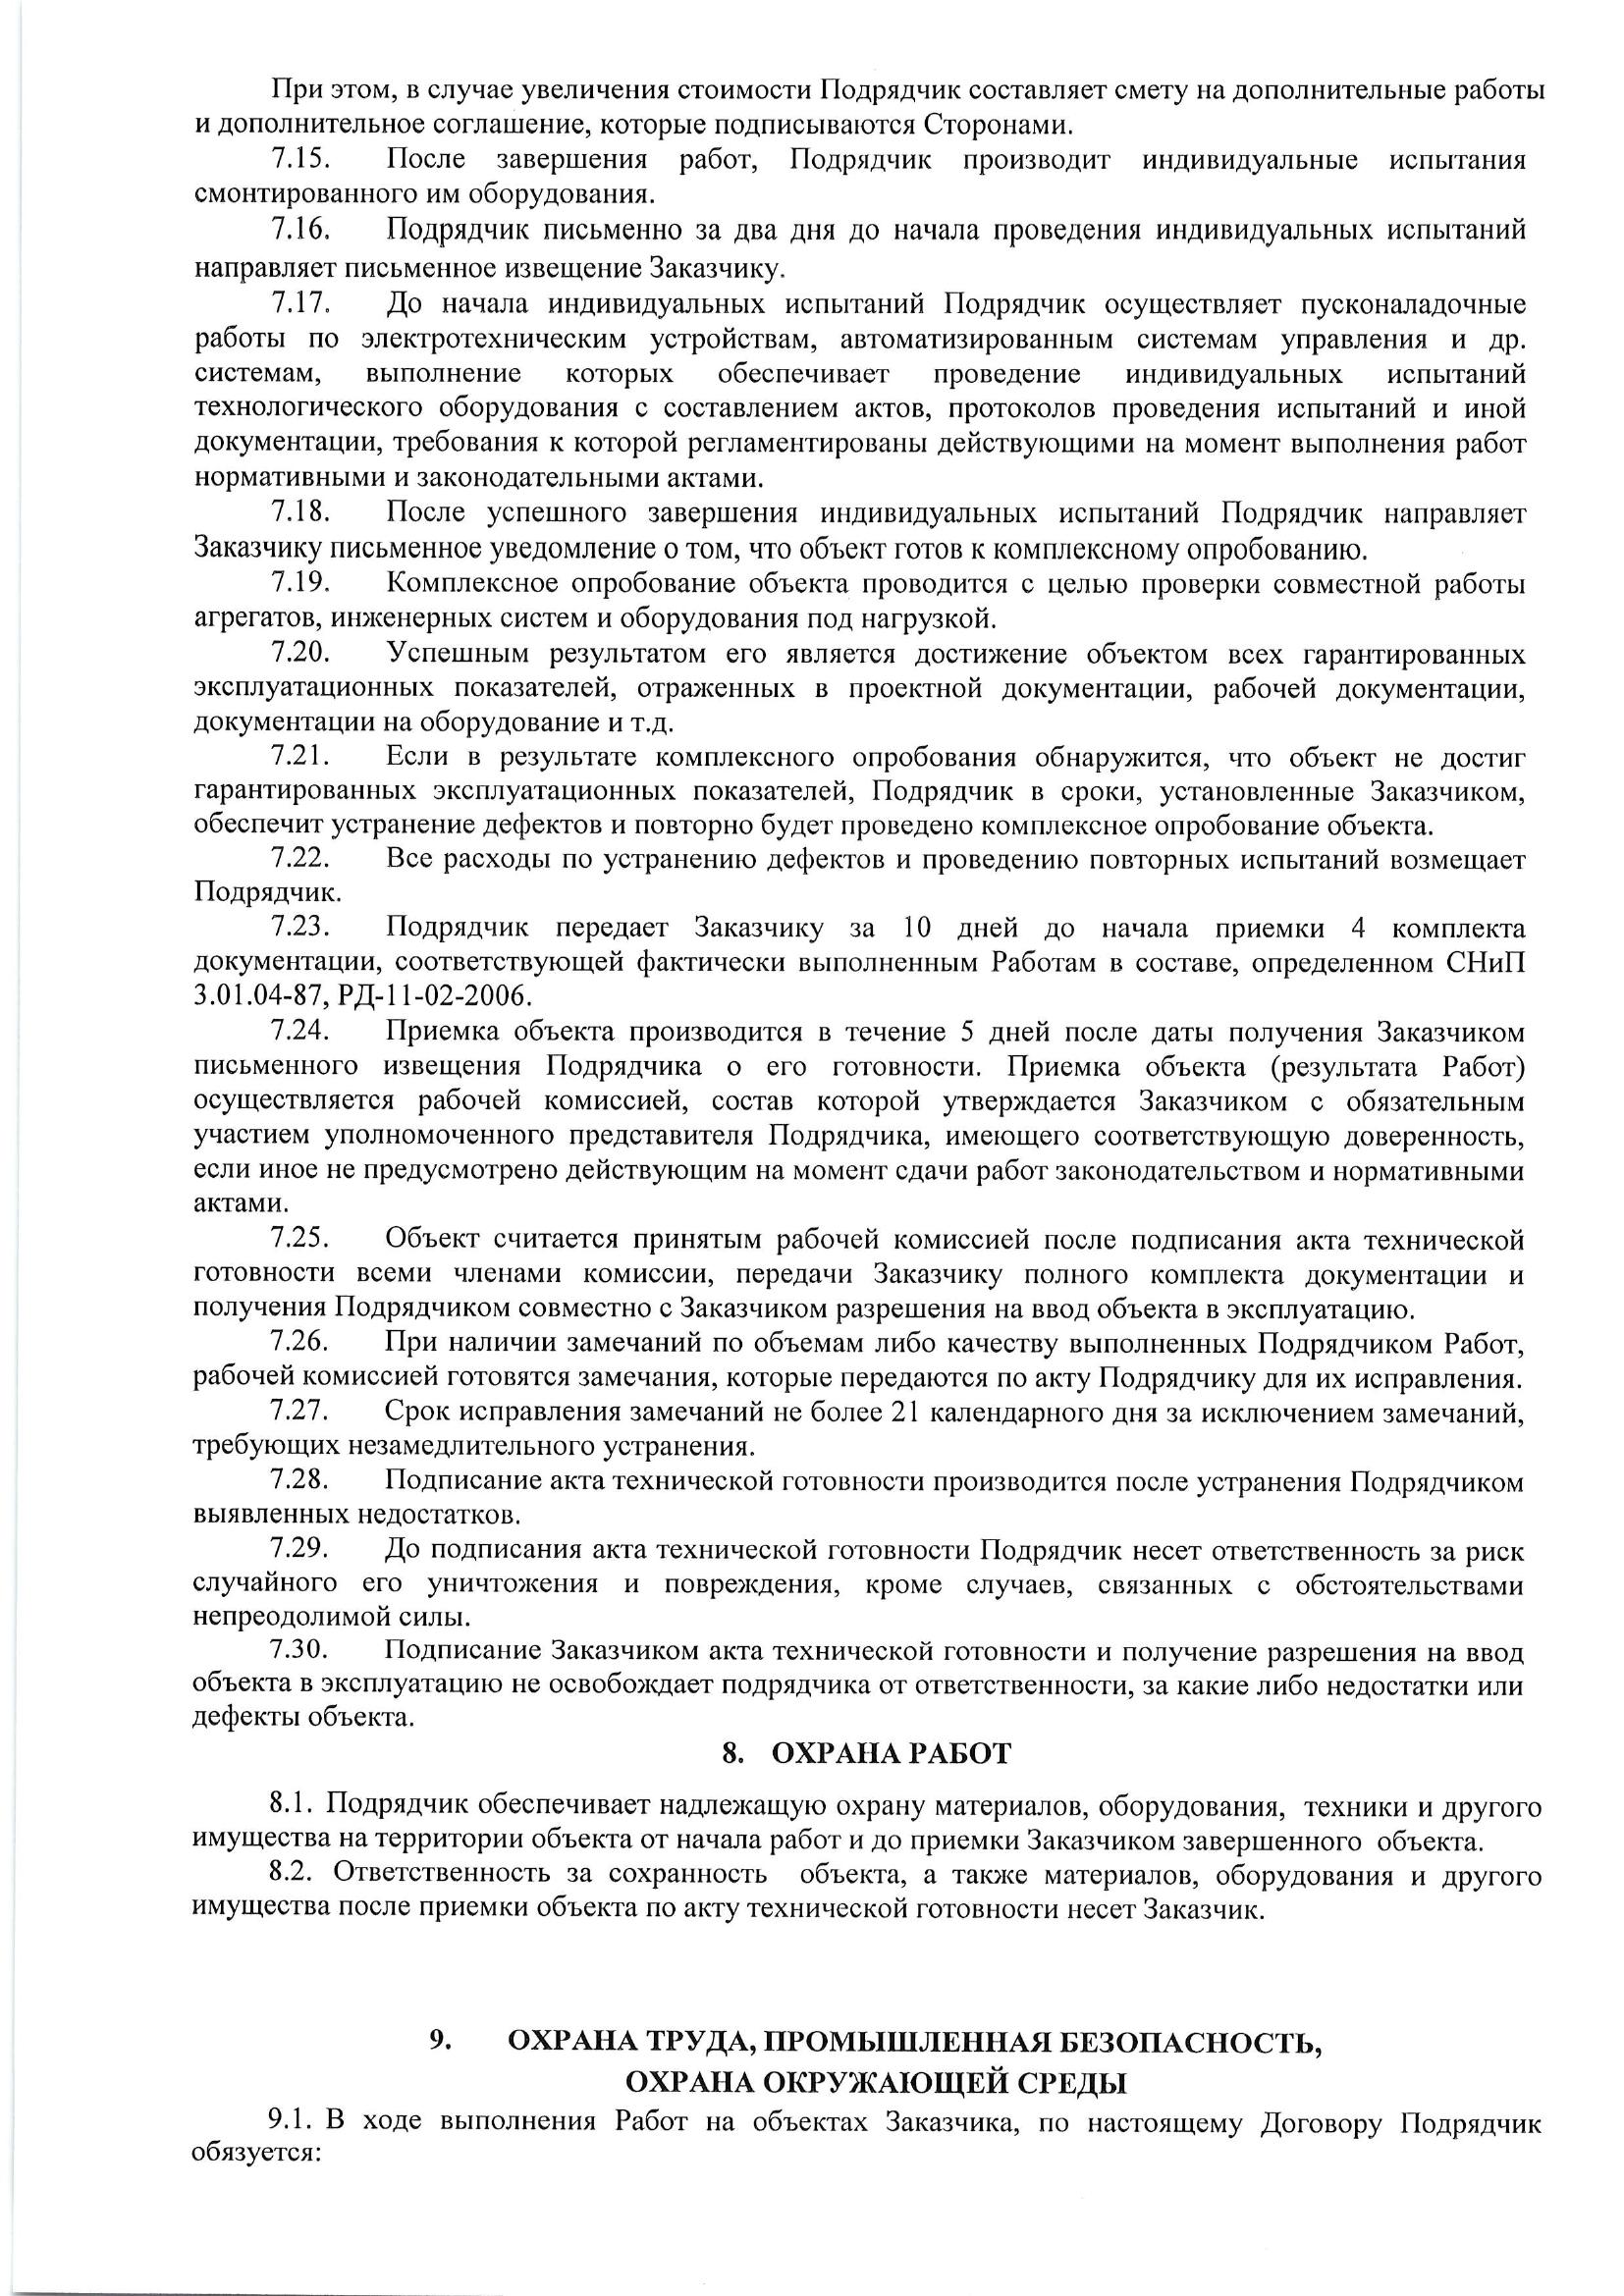 При этом, в случае увеличения стоимости Подрядчик составляет смету на дополнительные работы
и дополнительное соглашение, которые подписываются Сторонами.
7.15. После завершения работ, Подрядчик производит индивидуальные испытания
смонтированного им оборудования.
7.16. Подрядчик письменно за два дня до начала проведения индивидуальных испытаний
направляет письменное извещение Заказчику.
7.17. До начала индивидуальных испытаний Подрядчик осуществляет пусконаладочные
работы по электротехническим устройствам, автоматизированным системам управления и др.
системам, выполнение которых обеспечивает проведение индивидуальных испытаний
технологического оборудования с составлением актов, протоколов проведения испытаний и иной
документации, требования к которой регламентированы действующими на момент выполнения работ
нормативными и законодательными актами.
7.18. После успешного завершения индивидуальных испытаний Подрядчик направляет
Заказчику письменное уведомление о том, что объект готов к комплексному опробованию.
7.19. Комплексное опробование объекта проводится с целью проверки совместной работы
агрегатов, инженерных систем и оборудования под нагрузкой.
7.20. Успешным результатом его является достижение объектом всех гарантированных
эксплуатационных показателей, отраженных в проектной документации, рабочей документации,
документации на оборудование и т.д.
7.21. Если в результате комплексного опробования обнаружится, что объект не достиг
гарантированных эксплуатационных показателей, Подрядчик в сроки, установленные Заказчиком,
обеспечит устранение дефектов и повторно будет проведено комплексное опробование объекта.
7.22. Все расходы по устранению дефектов и проведению повторных испытаний возмещает
Подрядчик.
7.23. Подрядчик передает Заказчику за 10 дней до начала приемки 4 комплекта
документации, соответствующей фактически выполненным Работам в составе, определенном СНиП
3.01.04-87, РД-11-02-2006.
7.24. Приемка объекта производится в течение 5 дней после даты получения Заказчиком
письменного извещения Подрядчика о его готовности. Приемка объекта (результата Работ)
осуществляется рабочей комиссией, состав которой утверждается Заказчиком с обязательным
участием уполномоченного представителя Подрядчика, имеющего соответствующую доверенность,
если иное не предусмотрено действующим на момент сдачи работ законодательством и нормативными
актами.
7.25. Объект считается принятым рабочей комиссией после подписания акта технической
готовности всеми членами комиссии, передачи Заказчику полного комплекта документации и
получения Подрядчиком совместно с Заказчиком разрешения на ввод объекта в эксплуатацию.
7.26. При наличии замечаний по объемам либо качеству выполненных Подрядчиком Работ,
рабочей комиссией готовятся замечания, которые передаются по акту Подрядчику для их исправления.
7.27. Срок исправления замечаний не более 21 календарного дня за исключением замечаний,
требующих незамедлительного устранения.
7.28. Подписание акта технической готовности производится после устранения Подрядчиком
выявленных недостатков.
7.29. До подписания акта технической готовности Подрядчик несет ответственность за риск
случайного его уничтожения и повреждения, кроме случаев, связанных с обстоятельствами
непреодолимой силы.
7.30. Подписание Заказчиком акта технической готовности и получение разрешения на ввод
объекта в эксплуатацию не освобождает подрядчика от ответственности, за какие либо недостатки или
дефекты объекта.
8. ОХРАНА РАБОТ
8.1. Подрядчик обеспечивает надлежащую охрану материалов, оборудования, техники и другого
имущества на территории объекта от начала работ и до приемки Заказчиком завершенного объекта.
8.2. Ответственность за сохранность объекта, а также материалов, оборудования и другого
имущества после приемки объекта по акту технической готовности несет Заказчик.
9. ОХРАНА ТРУДА, ПРОМЫШЛЕННАЯ БЕЗОПАСНОСТЬ,
ОХРАНА ОКРУЖАЮЩЕЙ СРЕДЫ
9.1. В ходе выполнения Работ на объектах Заказчика, по настоящему Договору Подрядчик
обязуется: